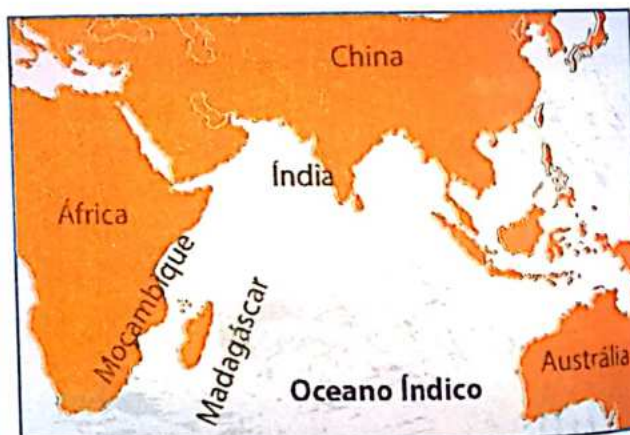 China
Índia
África
Moçambique
Madagáscar
Austrália
Oceano Índico